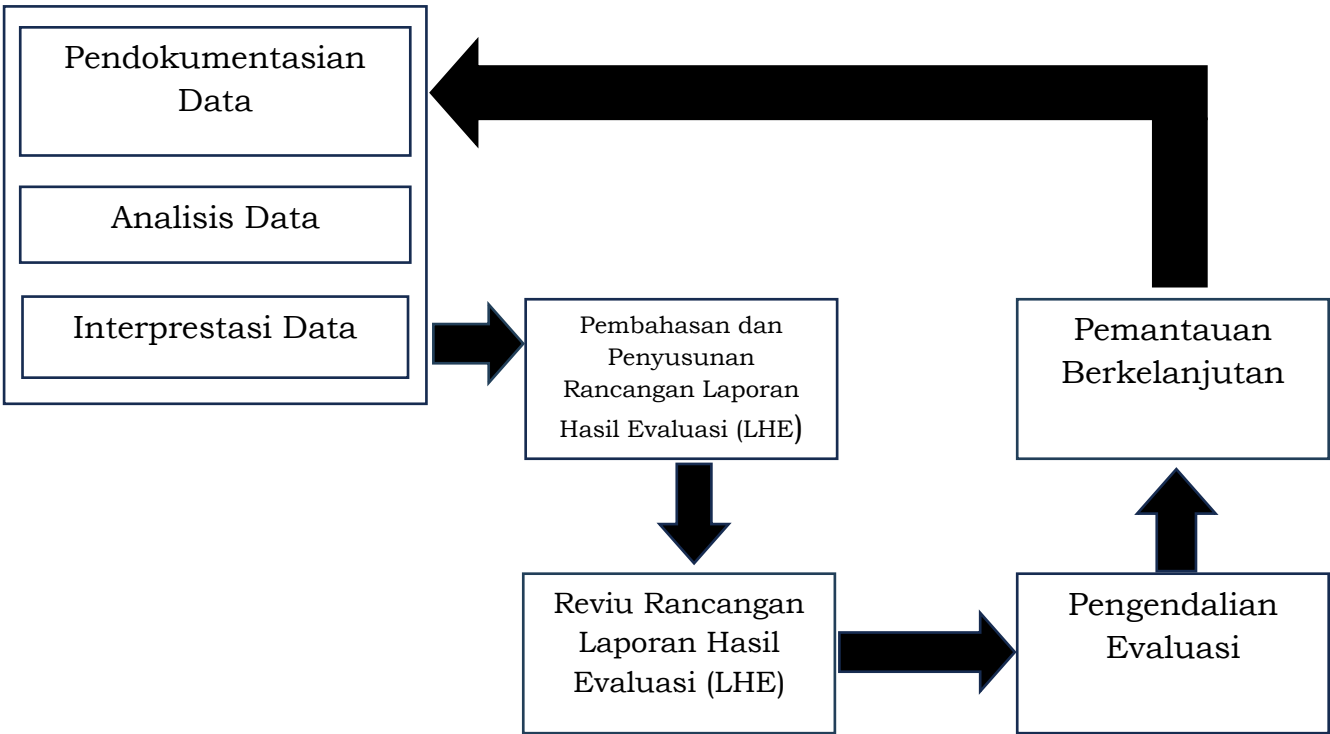 Pendokumentasian
Data
Analisis Data
Interprestasi Data
Pembahasan dan
Penyusunan
Rancangan Laporan
Hasil Evaluasi (LHE)
Pemantauan
Berkelanjutan
Reviu Rancangan
Laporan Hasil
Evaluasi (LHE)
Pengendalian
Evaluasi